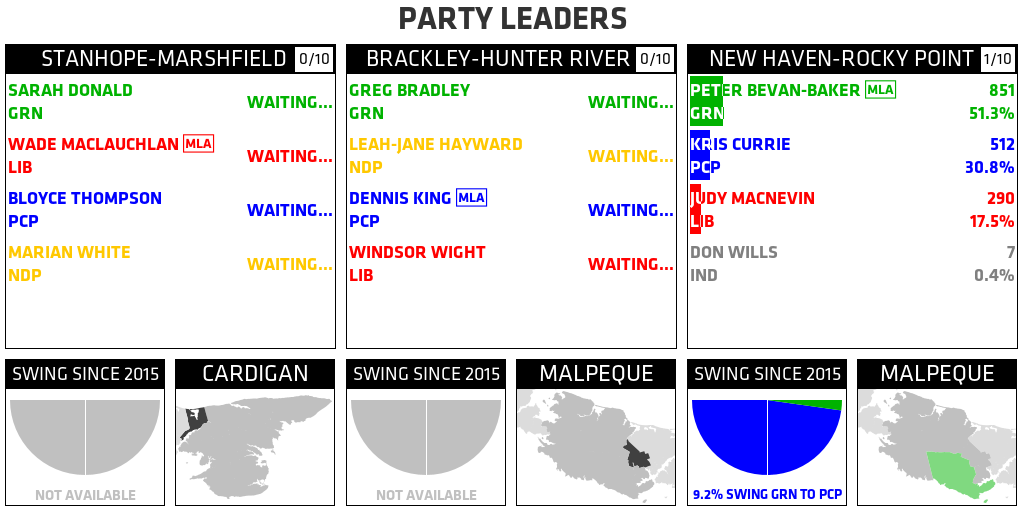 PARTY LEADERS
STANHOPE-MARSHFIELD 0/10
SARAH DONALD
GRN
WAITING...
WADE MACLAUCHLAN MLA
LIB
WAITING...
BLOYCE THOMPSON
PCP
WAITING...
MARIAN WHITE
NDP
WAITING...
BRACKLEY-HUNTER RIVER 0/10
GREG BRADLEY
GRN
WAITING...
LEAH-JANE HAYWARD
NDP
WAITING...
DENNIS KING MLA
PCP
WAITING...
WINDSOR WIGHT
LIB
WAITING...
NEW HAVEN-ROCKY POINT 1/10
PETER BEVAN-BAKER MLA 851
GRN 51.3%
KRIS CURRIE 512
PCP 30.8%
JUDY MACNEVIN 290
LIB 17.5%
DON WILLS 7
IND 0.4%
SWING SINCE 2015
NOT AVAILABLE
CARDIGAN
SWING SINCE 2015
NOT AVAILABLE
MALPEQUE
SWING SINCE 2015
9.2% SWING GRN TO PCP
MALPEQUE